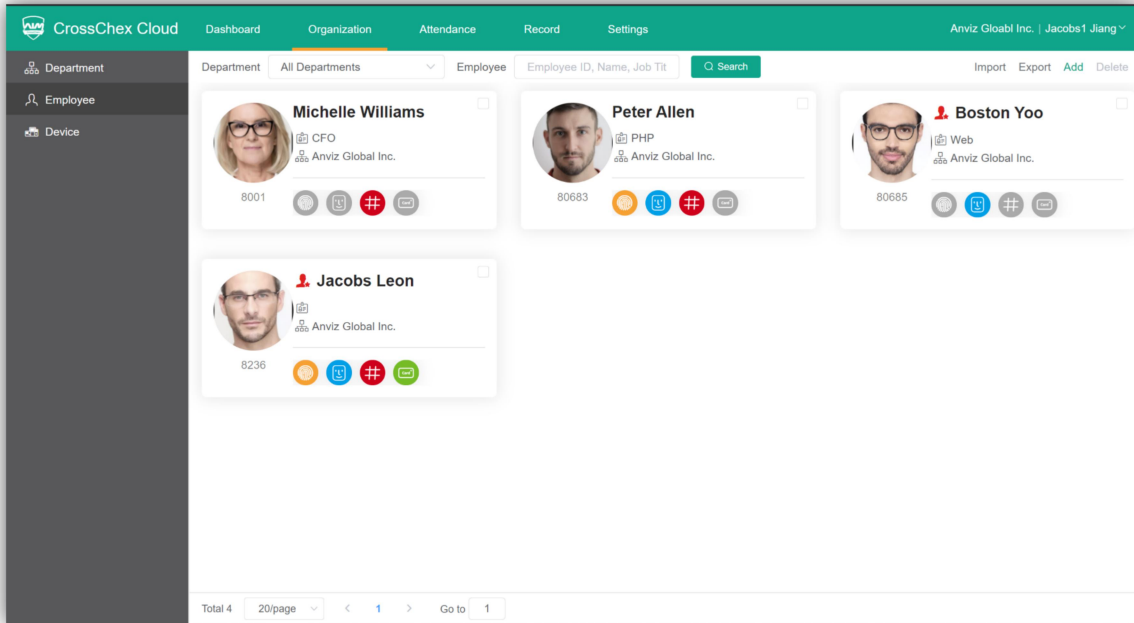 CrossChex Cloud
Dashboard Organization Attendance Record Settings
Anviz Gloabl Inc. | Jacobs1 Jiang
Department
Employee
Device
Department All Departments Employee Employee ID, Name, Job Tit Search
Import Export Add Delete
Michelle Williams
CFO
Anviz Global Inc.
8001
Peter Allen
PHP
Anviz Global Inc.
80683
Boston Yoo
Web
Anviz Global Inc.
80685
Jacobs Leon
Anviz Global Inc.
8236
Total 4 20/page < 1 > Go to 1